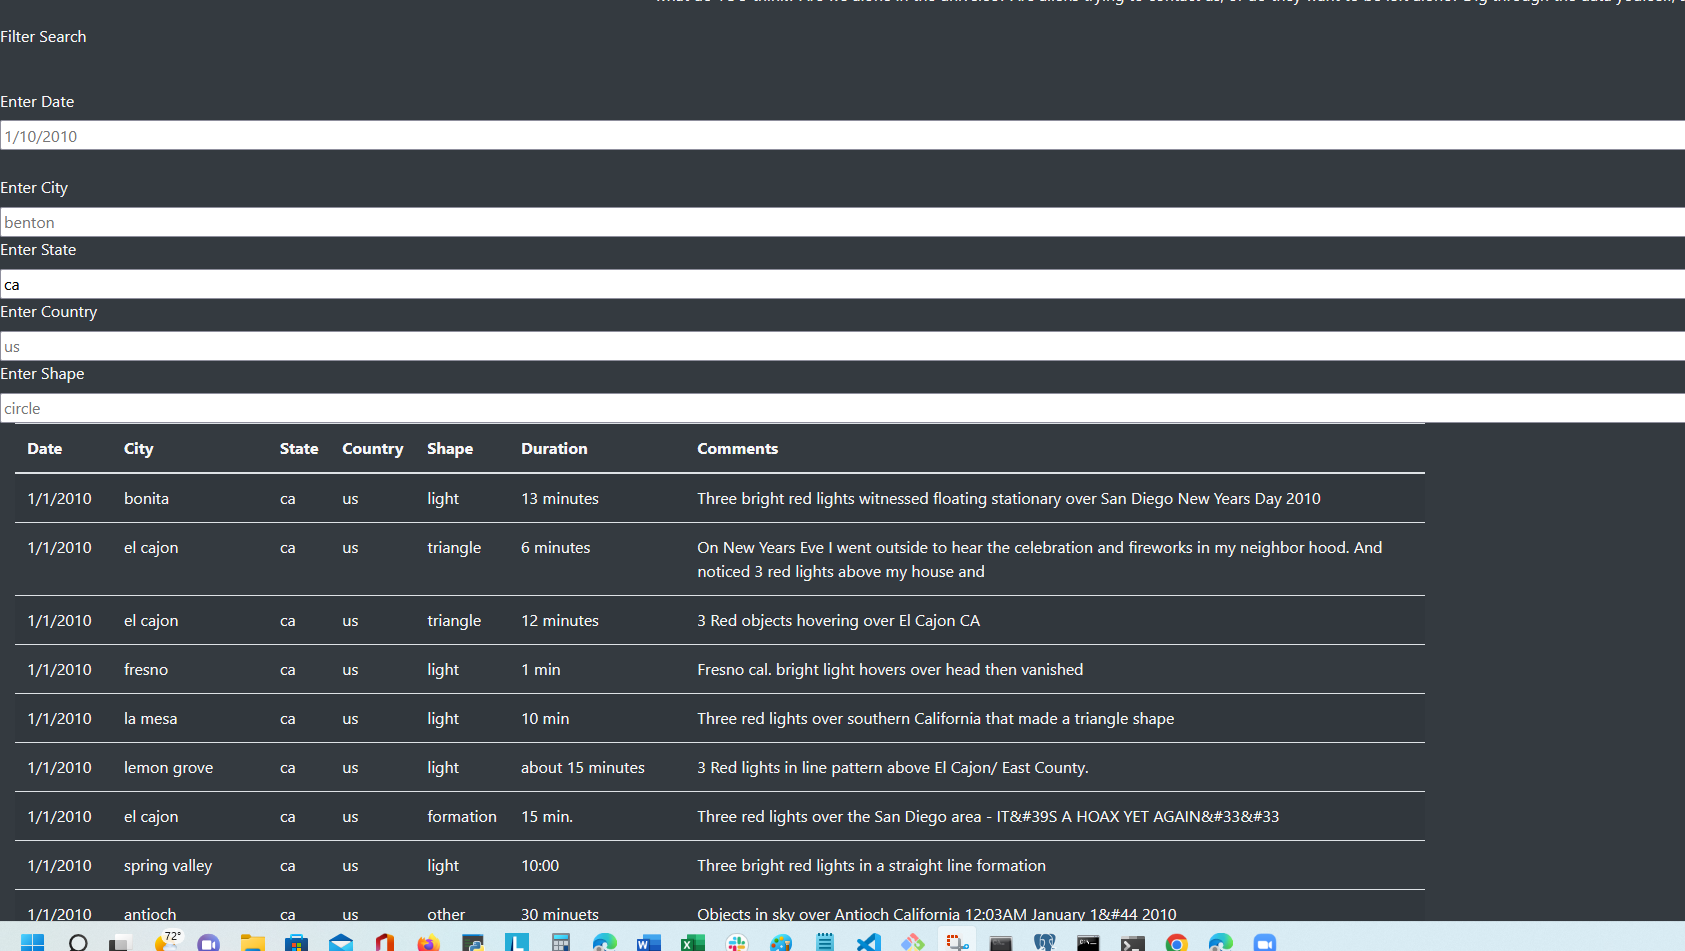 Filter Search
Enter Date
1/10/2010
Enter City
benton
Enter State
ca
Enter Country
us
Enter Shape
circle
Date City State Country Shape Duration Comments
1/1/2010 bonita ca us light 13 minutes Three bright red lights witnessed floating stationary over San Diego New Years Day 2010
1/1/2010 el cajon ca us triangle 6 minutes On New Years Eve I went outside to hear the celebration and fireworks in my neighbor hood. And
noticed 3 red lights above my house and
1/1/2010 el cajon ca us triangle 12 minutes 3 Red objects hovering over El Cajon CA
1/1/2010 fresno ca us light 1 min Fresno cal. bright light hovers over head then vanished
1/1/2010 la mesa ca us light 10 min Three red lights over southern California that made a triangle shape
1/1/2010 lemon grove ca us light about 15 minutes 3 Red lights in line pattern above El Cajon/ East County.
1/1/2010 el cajon ca us formation 15 min. Three red lights over the San Diego area - IT&#39S A HOAX YET AGAIN&#33&#33
1/1/2010 spring valley ca us light 10:00 Three bright red lights in a straight line formation
1/1/2010 antioch ca us other 30 minuets Objects in sky over Antioch California 12:03AM January 1&#44 2010
72°